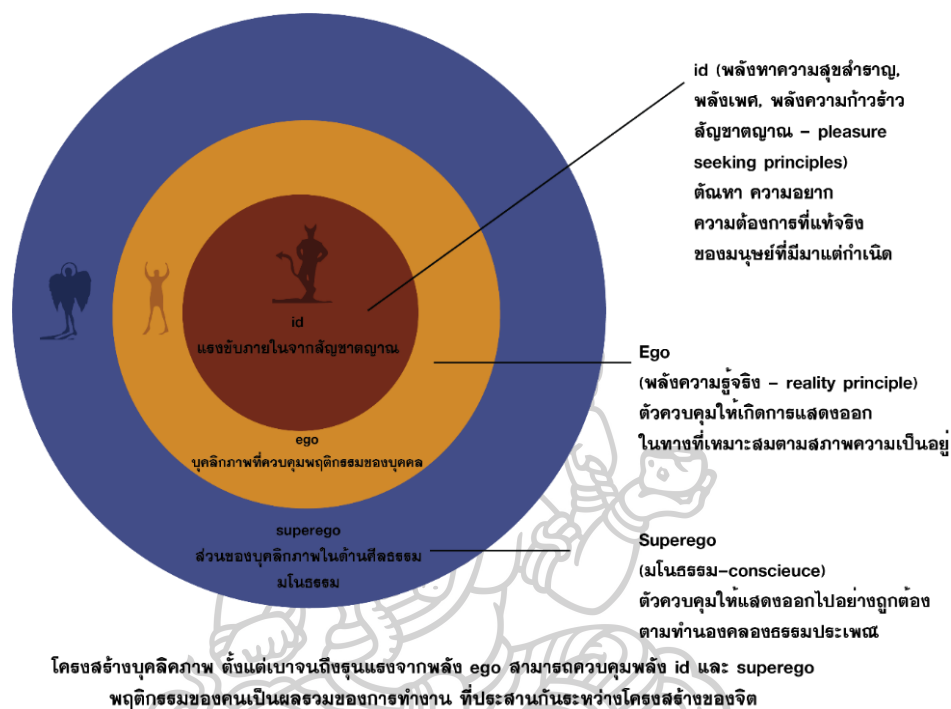 id (พลังหาความสุขสำราญ,
พลังเพศ, พลังความก้าวร้าว
สัญชาตญาณ – pleasure
seeking principles)
ตัณหา ความอยาก
ความต้องการที่แท้จริง
ของมนุษย์ที่มีมาแต่กำเนิด
id
แรงขับภายในจากสัญชาตญาณ
Ego
(พลังความรู้จริง – reality principle)
ตัวควบคุมให้เกิดการแสดงออก
ในทางที่เหมาะสมตามสภาพความเป็นอยู่
ego
บุคลิกภาพที่ควบคุมพฤติกรรมของบุคคล
superego
ส่วนของบุคลิกภาพในด้านศีลธรรม
มโนธรรม
Superego
(มโนธรรม–conscieuce)
ตัวควบคุมให้แสดงออกไปอย่างถูกต้อง
ตามทำนองคลองธรรมประเพณี
โครงสร้างบุคลิคภาพ ตั้งแต่เบาจนถึงรุนแรงจากพลัง ego สามารถควบคุมพลัง id และ superego
พฤติกรรมของคนเป็นผลรวมของการทำงาน ที่ประสานกันระหว่างโครงสร้างของจิต